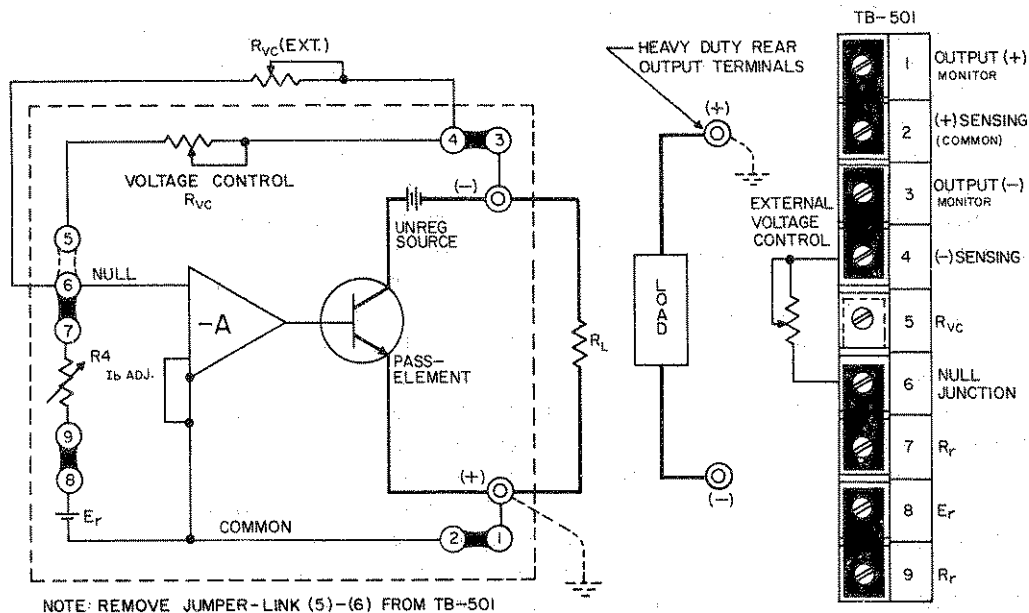 TB-501
RVC (EXT.)
HEAVY DUTY REAR
OUTPUT TERMINALS
(+)
1 OUTPUT (+)
MONITOR
2 (+) SENSING
(COMMON)
3 OUTPUT (-)
MONITOR
4 (-) SENSING
5 RVC
6 NULL
JUNCTION
7 Rr
8 Er
9 Rr
EXTERNAL
VOLTAGE
CONTROL
LOAD
(-)
4
3
VOLTAGE CONTROL
RVC
(-)
UNREG
SOURCE
5
6
NULL
7
-A
R4
Ib ADJ.
PASS-
ELEMENT
RL
9
8
Er
(+)
COMMON
2
1
NOTE: REMOVE JUMPER-LINK (5)-(6) FROM TB-501